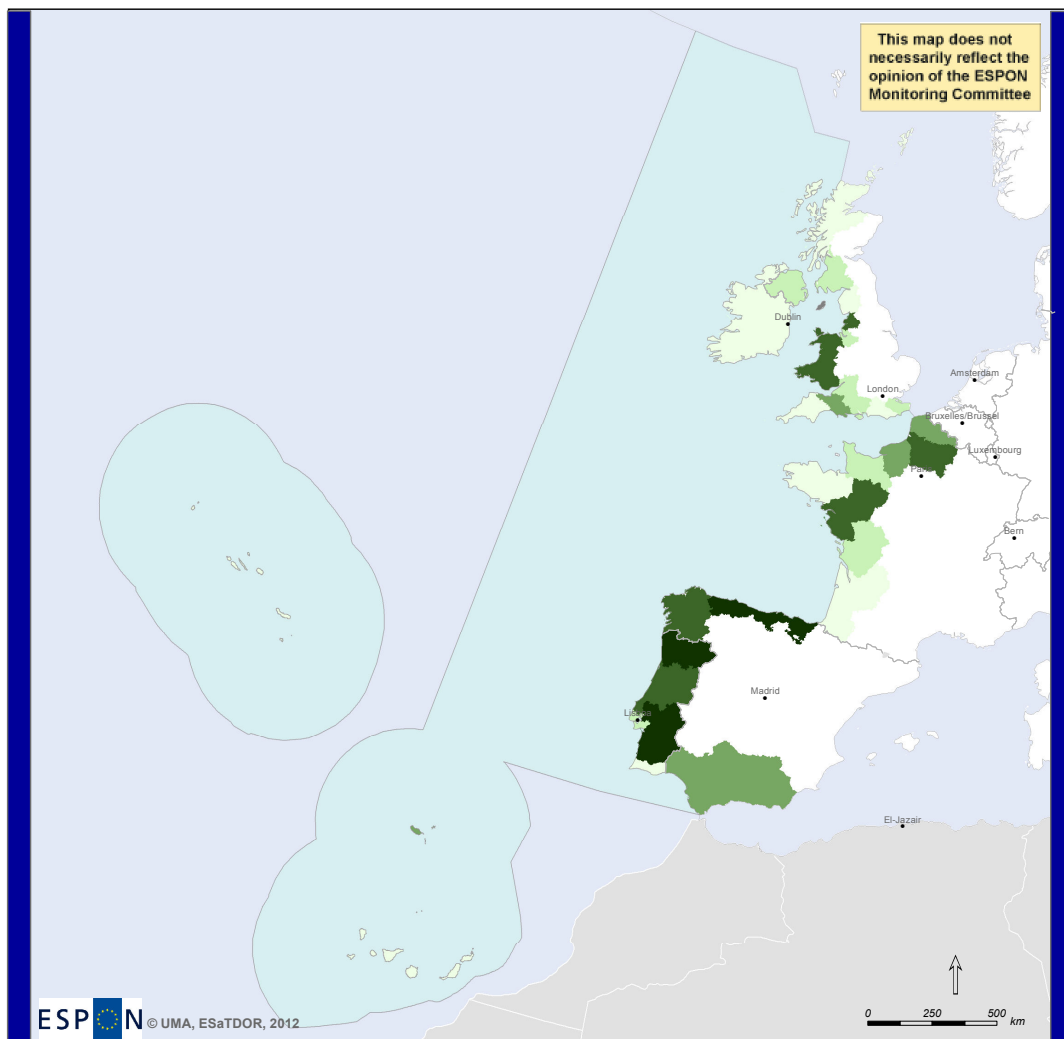 This map does not
necessarily reflect the
opinion of the ESPON
Monitoring Committee
Dublin
Amsterdam
London
Bruxelles/Brussel
Luxembourg
Paris
Bern
Madrid
Lisboa
El-Jazair
ESPON © UMA, ESaTDOR, 2012
0 250 500 km